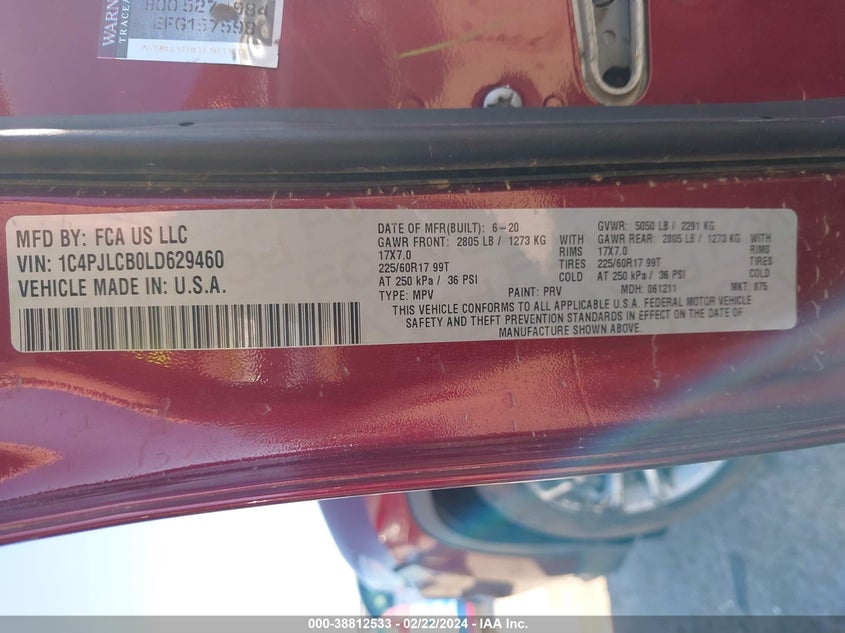 WARN
TRACEA
800 527
EFG157598
MFD BY: FCA US LLC
VIN: 1C4PJLCB0LD629460
VEHICLE MADE IN: U.S.A.
DATE OF MFR(BUILT): 6-20 GVWR: 5050 LB / 2291 KG
GAWR FRONT: 2805 LB / 1273 KG WITH GAWR REAR: 2805 LB / 1273 KG WITH
17X7.0 RIMS 17X7.0 RIMS
225/60R17 99T TIRES 225/60R17 99T TIRES
AT 250 kPa / 36 PSI COLD AT 250 kPa / 36 PSI COLD
TYPE: MPV PAINT: PRV MDH: 061211 MKT: 875
THIS VEHICLE CONFORMS TO ALL APPLICABLE U.S.A. FEDERAL MOTOR VEHICLE
SAFETY AND THEFT PREVENTION STANDARDS IN EFFECT ON THE DATE OF
MANUFACTURE SHOWN ABOVE.
000-38812533 - 02/22/2024 - IAA Inc.